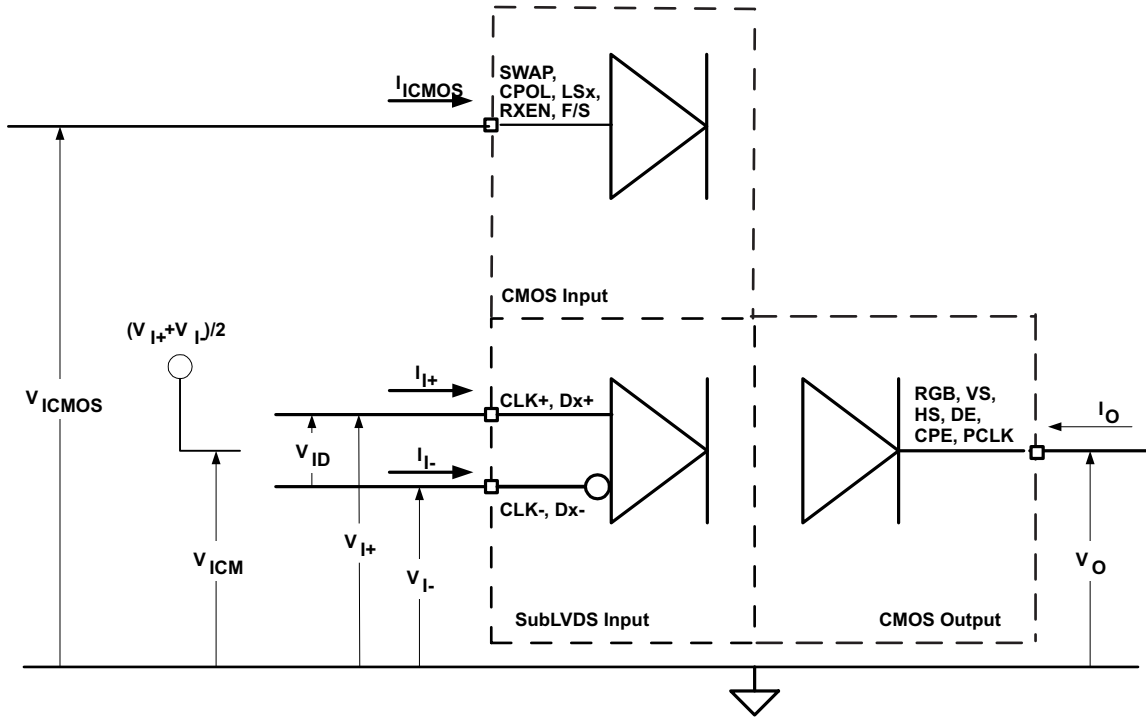 I ICMOS
SWAP,
CPOL, LSx,
RXEN, F/S
CMOS Input
(V I+ +V I-)/2
V ICMOS
I I+
CLK+, Dx+
V ID
I I-
CLK-, Dx-
V ICM
V I+
V I-
SubLVDS Input
RGB, VS,
HS, DE,
CPE, PCLK
I O
V O
CMOS Output